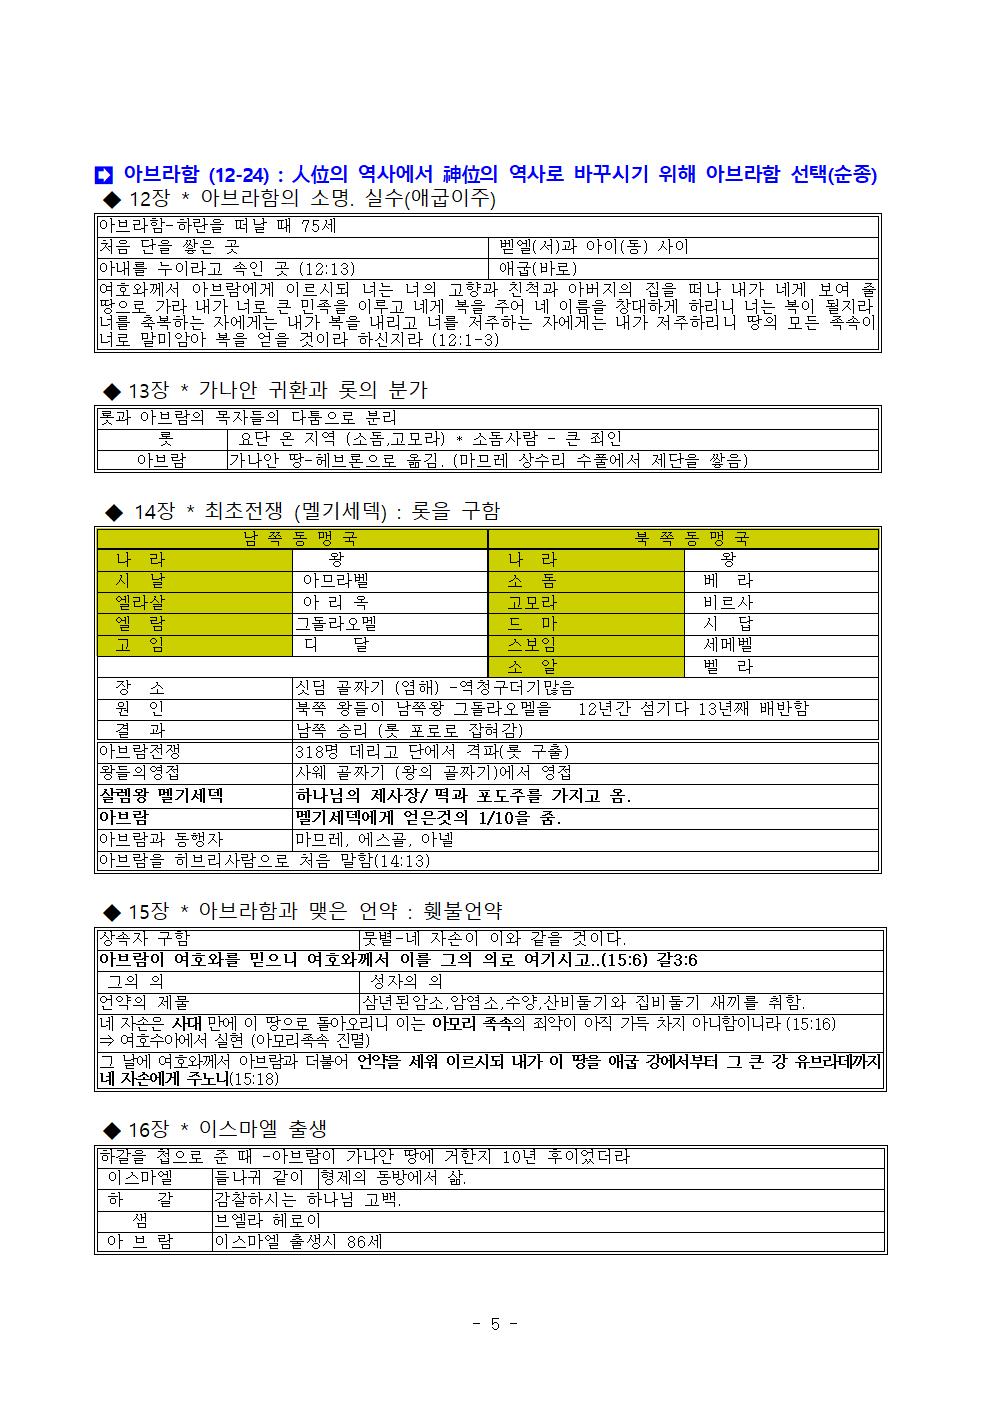 ➡ 아브라함 (12-24) : 人位의 역사에서 神位의 역사로 바꾸시기 위해 아브라함 선택(순종)
◆ 12장 * 아브라함의 소명. 실수(애굽이주)
아브라함-하란을 떠날 때 75세
처음 단을 쌓은 곳 벧엘(서)과 아이(동) 사이
아내를 누이라고 속인 곳 (12:13) 애굽(바로)
여호와께서 아브람에게 이르시되 너는 너의 고향과 친척과 아버지의 집을 떠나 내가 네게 보여 줄
땅으로 가라 내가 너로 큰 민족을 이루고 네게 복을 주어 네 이름을 창대하게 하리니 너는 복이 될지라
너를 축복하는 자에게는 내가 복을 내리고 너를 저주하는 자에게는 내가 저주하리니 땅의 모든 족속이
너로 말미암아 복을 얻을 것이라 하신지라 (12:1-3)
◆ 13장 * 가나안 귀환과 롯의 분가
롯과 아브람의 목자들의 다툼으로 분리
롯 요단 온 지역 (소돔,고모라) * 소돔사람 - 큰 죄인
아브람 가나안 땅-헤브론으로 옮김. (마므레 상수리 수풀에서 제단을 쌓음)
◆ 14장 * 최초전쟁 (멜기세덱) : 롯을 구함
남 쪽 동 맹 국 북 쪽 동 맹 국
나 라 왕 나 라 왕
시 날 아므라벨 소 돔 베 라
엘라살 아 리 옥 고모라 비르사
엘 람 그돌라오멜 드 마 시 답
고 임 디 달 스보임 세메벨
소 알 벨 라
장 소 싯딤 골짜기 (염해) -역청구더기많음
원 인 북쪽 왕들이 남쪽왕 그돌라오멜을 12년간 섬기다 13년째 배반함
결 과 남쪽 승리 (롯 포로로 잡혀감)
아브람전쟁 318명 데리고 단에서 격파(롯 구출)
왕들의영접 사웨 골짜기 (왕의 골짜기)에서 영접
살렘왕 멜기세덱 하나님의 제사장/ 떡과 포도주를 가지고 옴.
아브람 멜기세덱에게 얻은것의 1/10을 줌.
아브람과 동행자 마므레, 에스골, 아넬
아브람을 히브리사람으로 처음 말함(14:13)
◆ 15장 * 아브라함과 맺은 언약 : 횃불언약
상속자 구함 뭇별-네 자손이 이와 같을 것이다.
아브람이 여호와를 믿으니 여호와께서 이를 그의 의로 여기시고..(15:6) 갈3:6
그의 의 성자의 의
언약의 제물 삼년된암소,암염소,수양,산비둘기와 집비둘기 새끼를 취함.
네 자손은 사대 만에 이 땅으로 돌아오리니 이는 아모리 족속의 죄악이 아직 가득 차지 아니함이니라 (15:16)
⇒ 여호수아에서 실현 (아모리족속 진멸)
그 날에 여호와께서 아브람과 더불어 언약을 세워 이르시되 내가 이 땅을 애굽 강에서부터 그 큰 강 유브라데까지
네 자손에게 주노니(15:18)
◆ 16장 * 이스마엘 출생
하갈을 첩으로 준 때 -아브람이 가나안 땅에 거한지 10년 후이었더라
이스마엘 들나귀 같이 형제의 동방에서 삶.
하 갈 감찰하시는 하나님 고백.
샘 브엘라 헤로이
아 브 람 이스마엘 출생시 86세
- 5 -